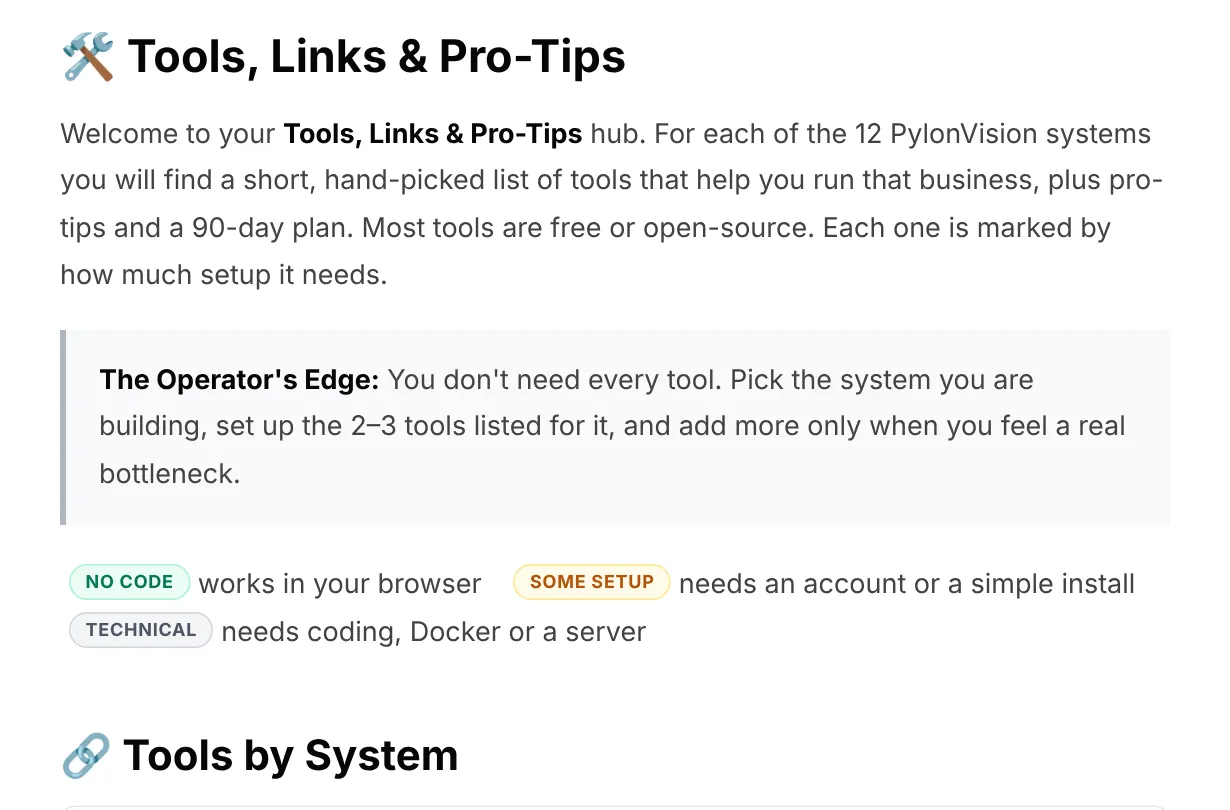 🛠️ Tools, Links & Pro-Tips
Welcome to your Tools, Links & Pro-Tips hub. For each of the 12 PylonVision systems
you will find a short, hand-picked list of tools that help you run that business, plus pro-
tips and a 90-day plan. Most tools are free or open-source. Each one is marked by
how much setup it needs.
The Operator's Edge: You don't need every tool. Pick the system you are
building, set up the 2–3 tools listed for it, and add more only when you feel a real
bottleneck.
NO CODE works in your browser SOME SETUP needs an account or a simple install
TECHNICAL needs coding, Docker or a server
🔗 Tools by System